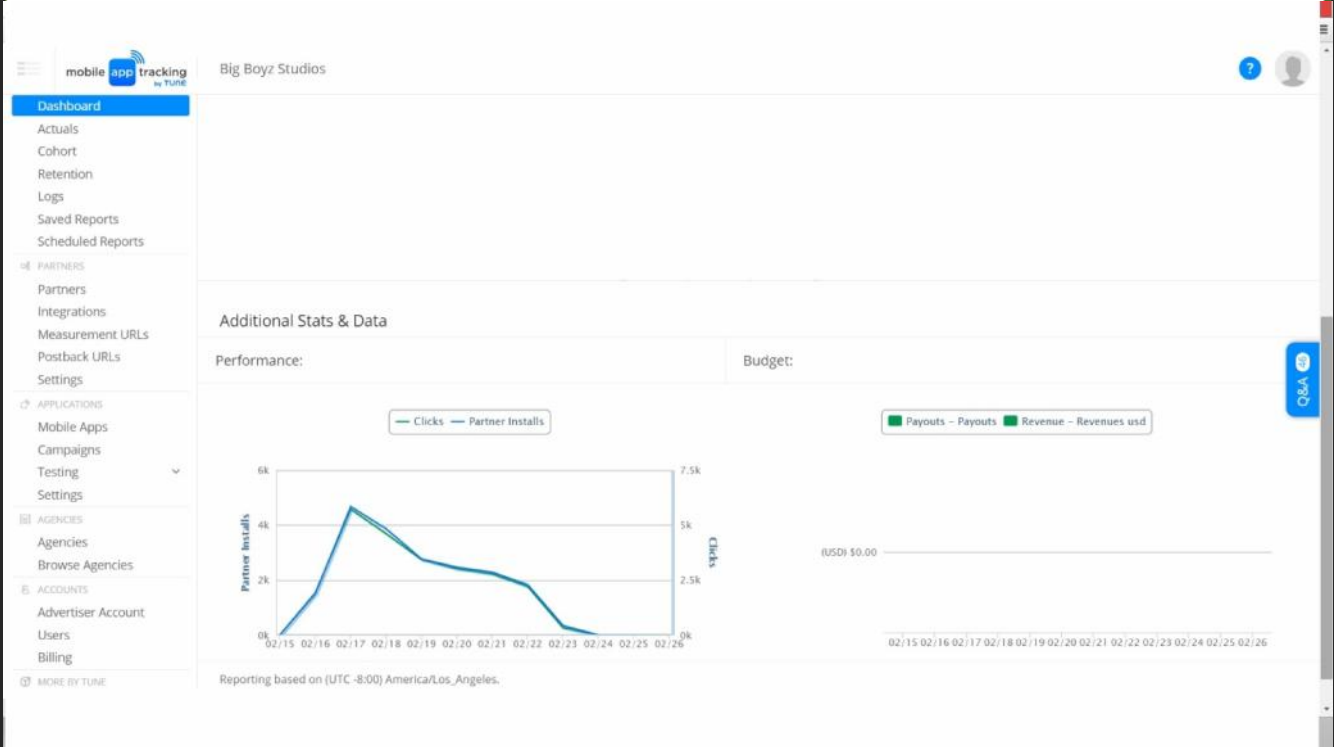 mobile app tracking
by TUNE
Big Boyz Studios
?
Dashboard
Actuals
Cohort
Retention
Logs
Saved Reports
Scheduled Reports
PARTNERS
Partners
Integrations
Measurement URLs
Postback URLs
Settings
APPLICATIONS
Mobile Apps
Campaigns
Testing
Settings
AGENCIES
Agencies
Browse Agencies
ACCOUNTS
Advertiser Account
Users
Billing
MORE BY TUNE
Additional Stats & Data
Performance:
Clicks Partner Installs
6k 7.5k
4k 5k
2k 2.5k
0k 0k
Partner Installs
Clicks
02/15 02/16 02/17 02/18 02/19 02/20 02/21 02/22 02/23 02/24 02/25 02/26
Budget:
Payouts - Payouts Revenue - Revenues usd
(USD) $0.00
02/15 02/16 02/17 02/18 02/19 02/20 02/21 02/22 02/23 02/24 02/25 02/26
Reporting based on (UTC -8:00) America/Los_Angeles.
Q&A 46